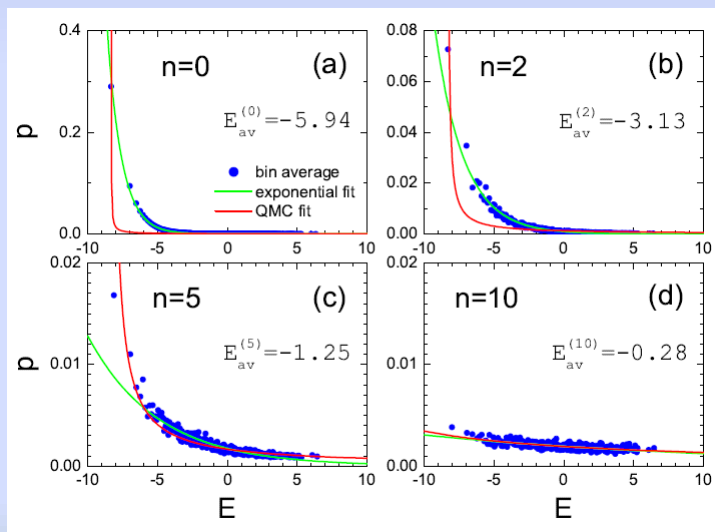 0.4
n=0
(a)
E_av^(0)=-5.94
p
0.2
bin average
exponential fit
QMC fit
0.0
-10 -5 0 5 10
0.08
n=2
(b)
0.06
E_av^(2)=-3.13
0.04
0.02
0.00
-10 -5 0 5 10
0.02
n=5
(c)
E_av^(5)=-1.25
p
0.01
0.00
-10 -5 0 5 10
E
0.02
n=10
(d)
E_av^(10)=-0.28
0.01
0.00
-10 -5 0 5 10
E